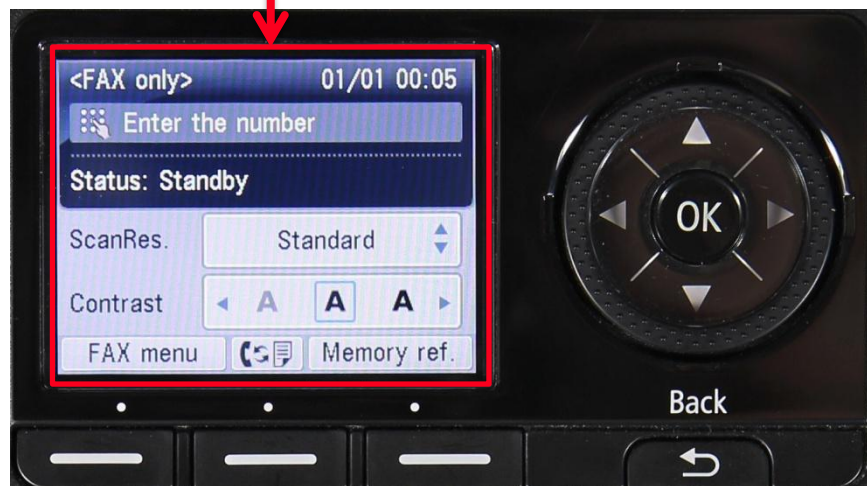 <FAX only> 01/01 00:05
Enter the number
Status: Standby
ScanRes. Standard
Contrast A A A
FAX menu Memory ref.
OK
Back